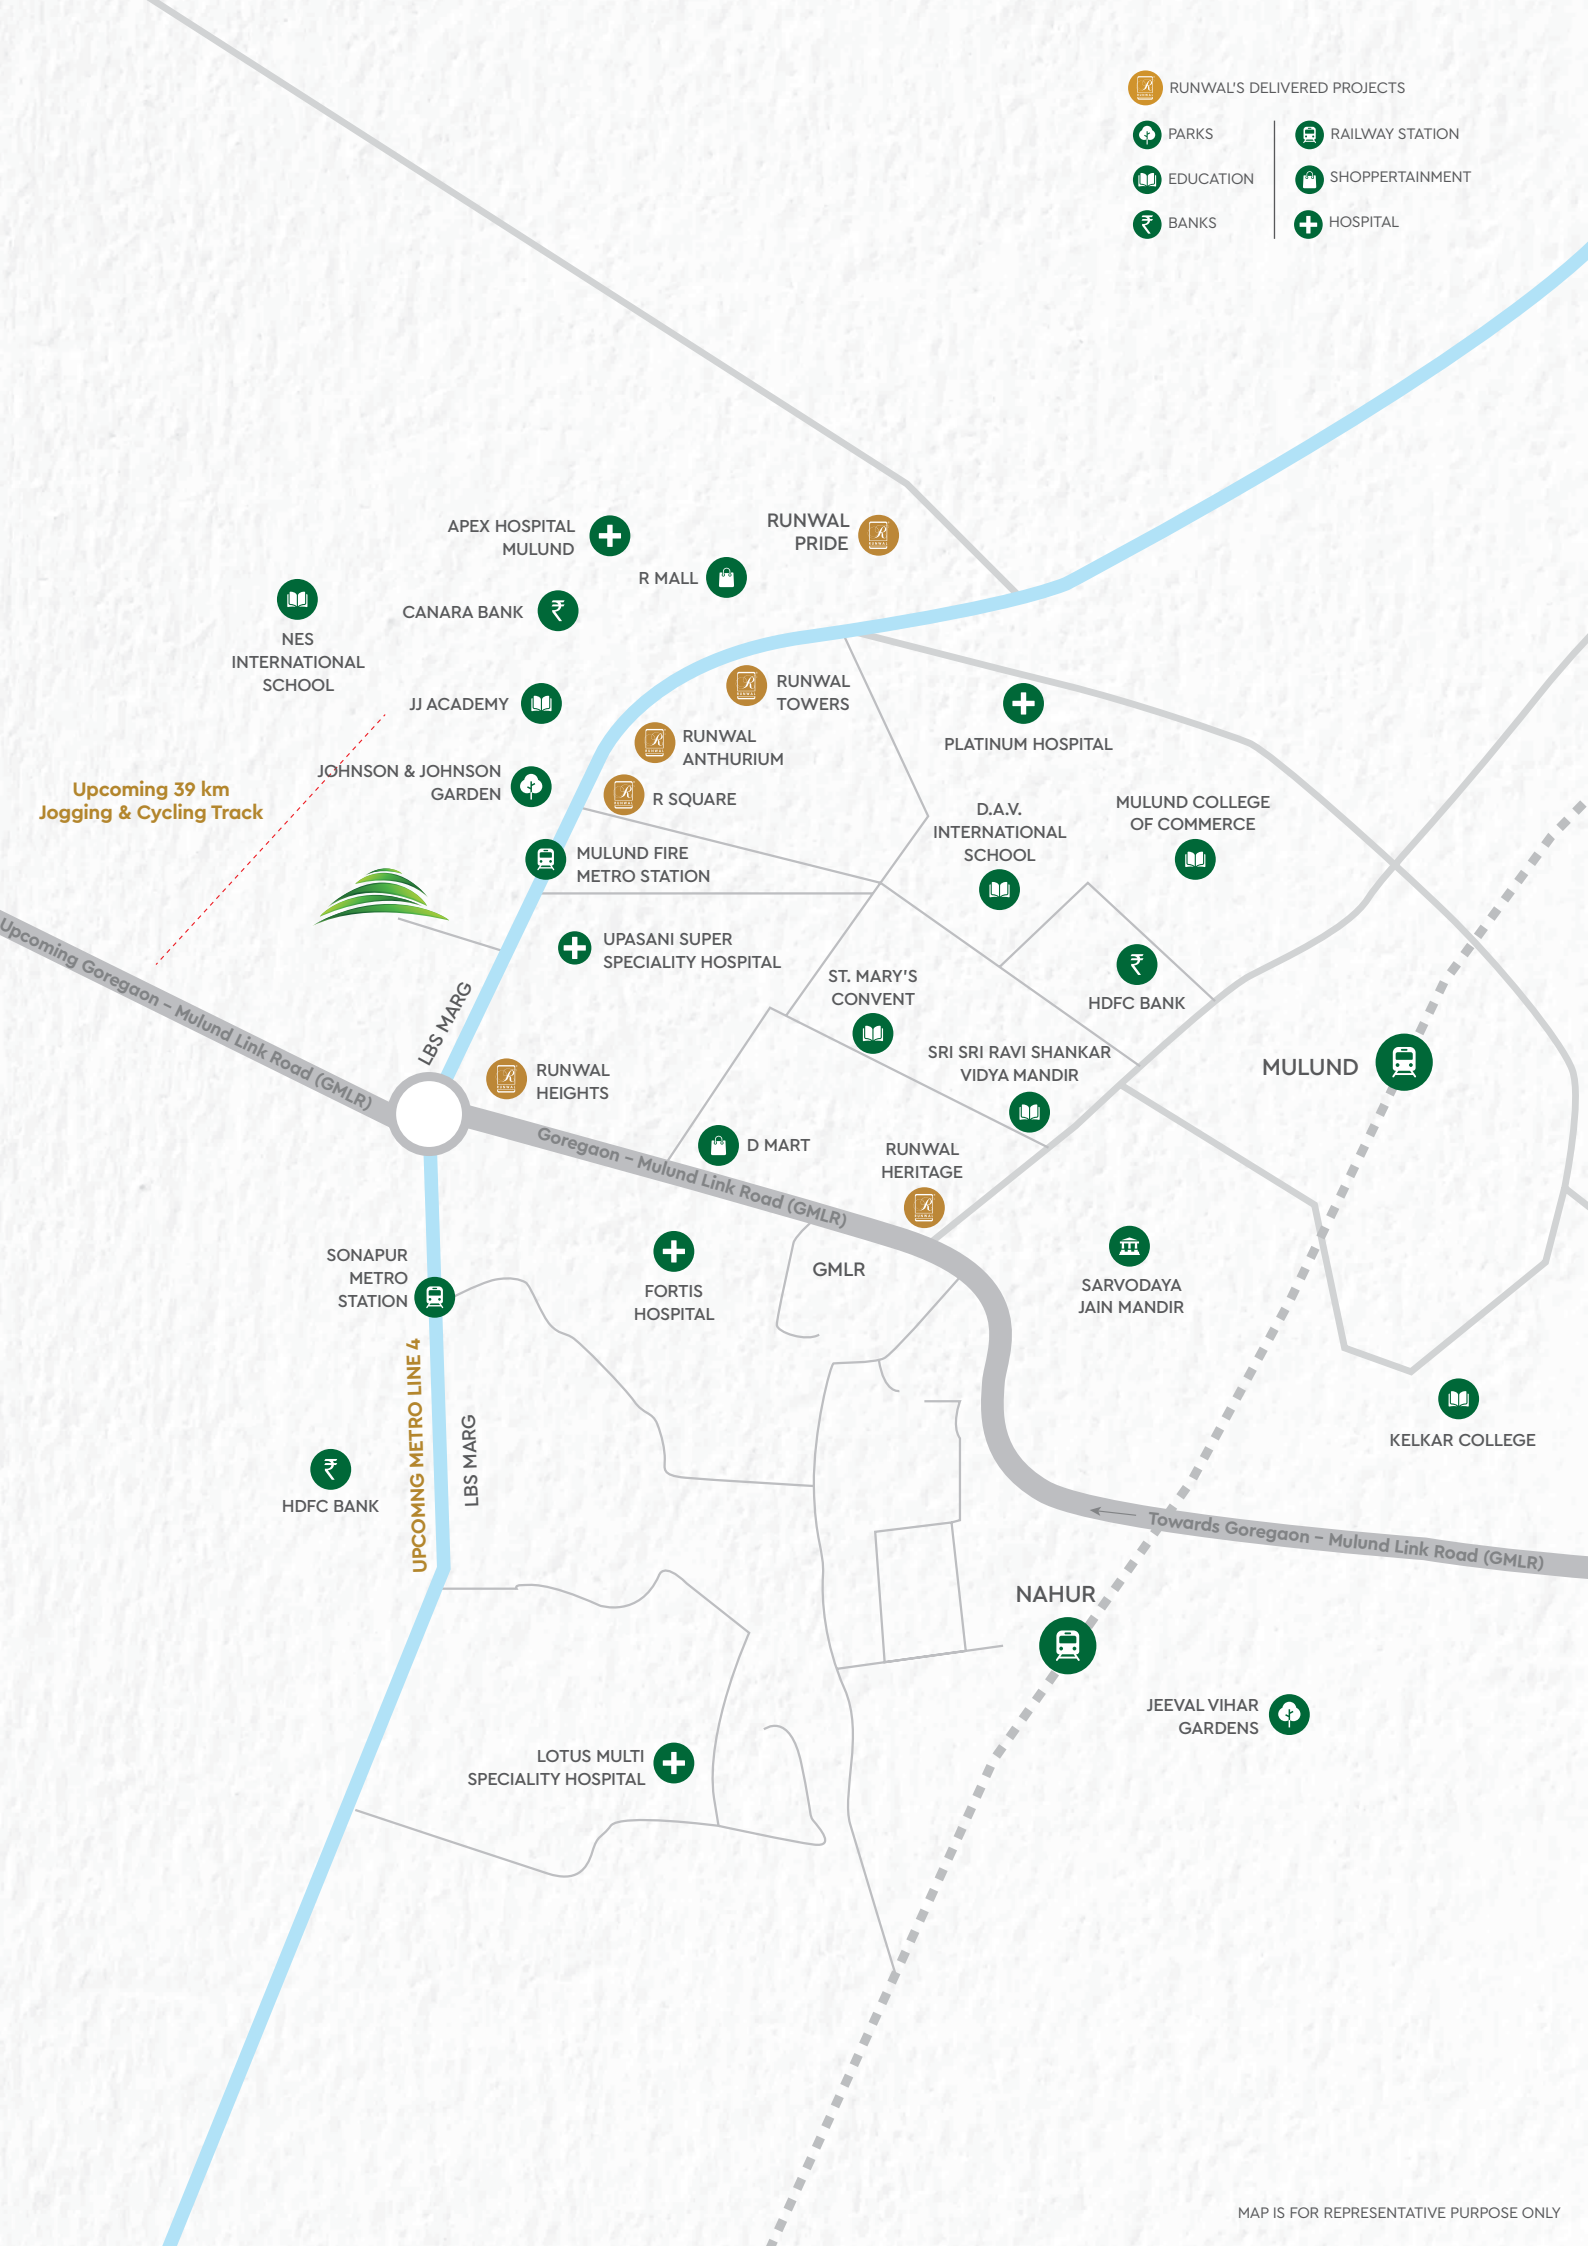 RUNWAL'S DELIVERED PROJECTS
PARKS
RAILWAY STATION
EDUCATION
SHOPPERTAINMENT
BANKS
HOSPITAL
APEX HOSPITAL
MULUND
RUNWAL
PRIDE
R MALL
CANARA BANK
NES
INTERNATIONAL
SCHOOL
JJ ACADEMY
RUNWAL
TOWERS
RUNWAL
ANTHURIUM
PLATINUM HOSPITAL
JOHNSON & JOHNSON
GARDEN
R SQUARE
Upcoming 39 km
Jogging & Cycling Track
D.A.V.
INTERNATIONAL
SCHOOL
MULUND COLLEGE
OF COMMERCE
MULUND FIRE
METRO STATION
UPASANI SUPER
SPECIALITY HOSPITAL
ST. MARY'S
CONVENT
HDFC BANK
Upcoming Goregaon - Mulund Link Road (GMLR)
LBS MARG
RUNWAL
HEIGHTS
SRI SRI RAVI SHANKAR
VIDYA MANDIR
MULUND
Goregaon - Mulund Link Road (GMLR)
D MART
RUNWAL
HERITAGE
SONAPUR
METRO
STATION
FORTIS
HOSPITAL
GMLR
SARVODAYA
JAIN MANDIR
UPCOMNG METRO LINE 4
LBS MARG
KELKAR COLLEGE
HDFC BANK
Towards Goregaon - Mulund Link Road (GMLR)
NAHUR
JEEVAL VIHAR
GARDENS
LOTUS MULTI
SPECIALITY HOSPITAL
MAP IS FOR REPRESENTATIVE PURPOSE ONLY